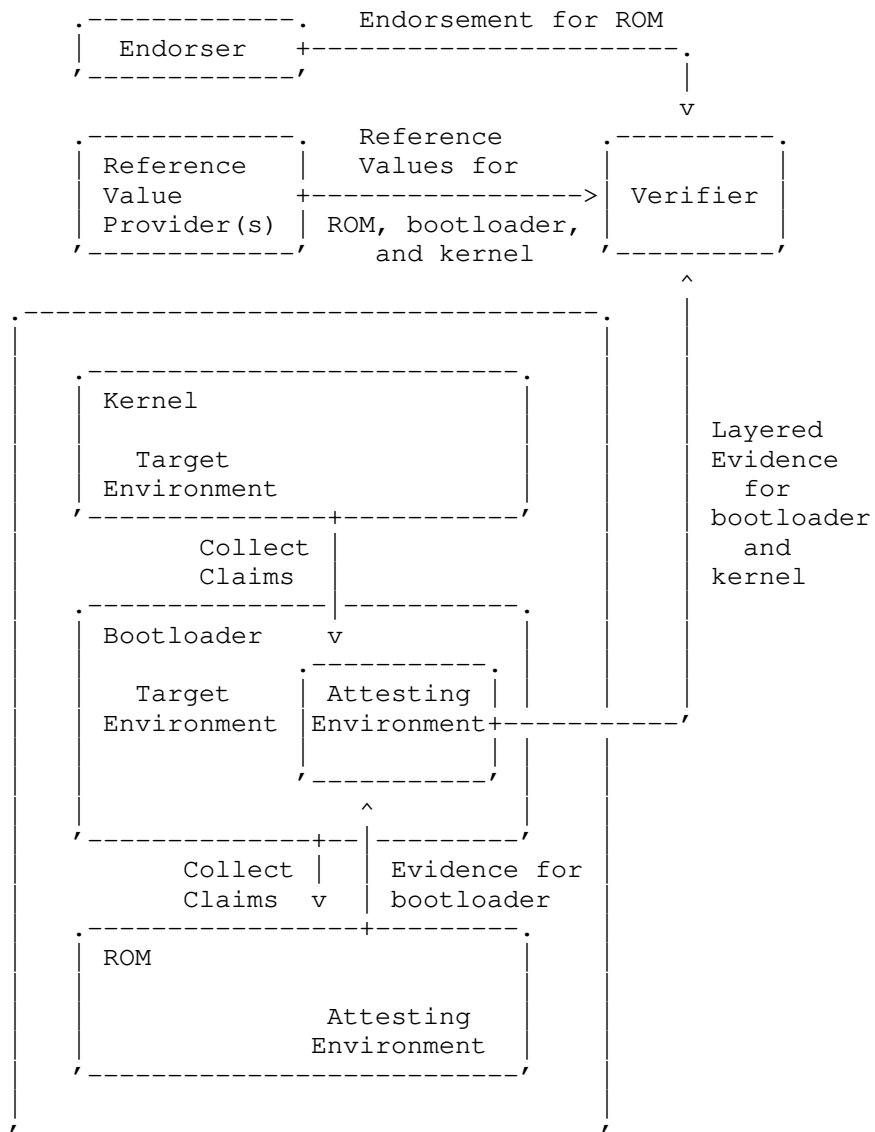 Endorsement for ROM
Endorser
Reference
Values for
Reference
Value
Provider(s)
Verifier
ROM, bootloader,
and kernel
Kernel
Target
Environment
Layered
Evidence
for
bootloader
and
kernel
Collect
Claims
Bootloader
Target
Environment
Attesting
Environment
Collect
Claims
Evidence for
bootloader
ROM
Attesting
Environment